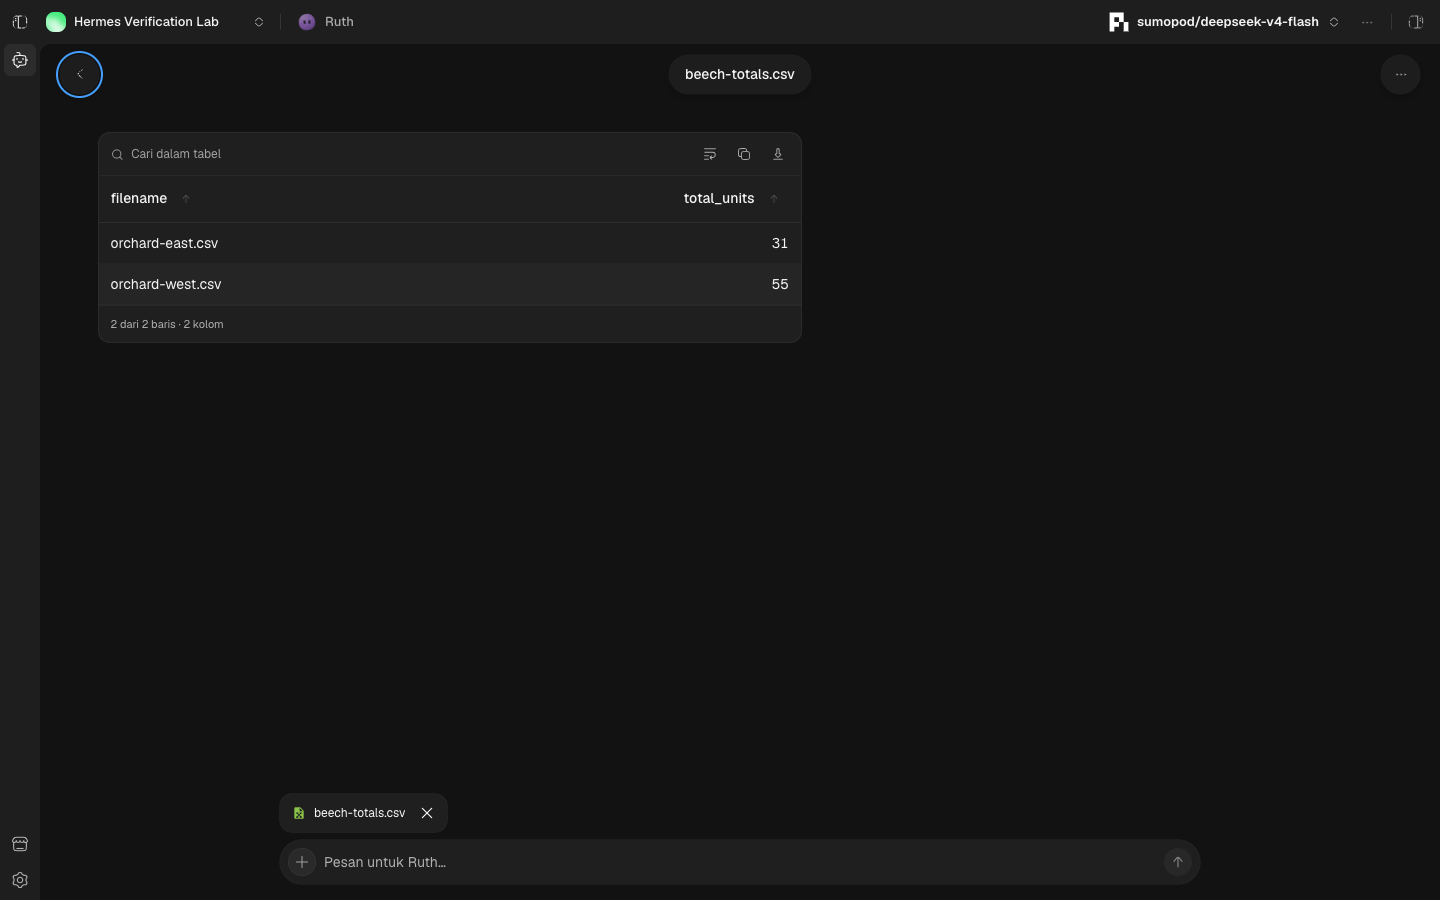 Hermes Verification Lab
Ruth
sumopod/deepseek-v4-flash
beech-totals.csv
Cari dalam tabel
filename total_units
orchard-east.csv 31
orchard-west.csv 55
2 dari 2 baris · 2 kolom
beech-totals.csv
Pesan untuk Ruth...